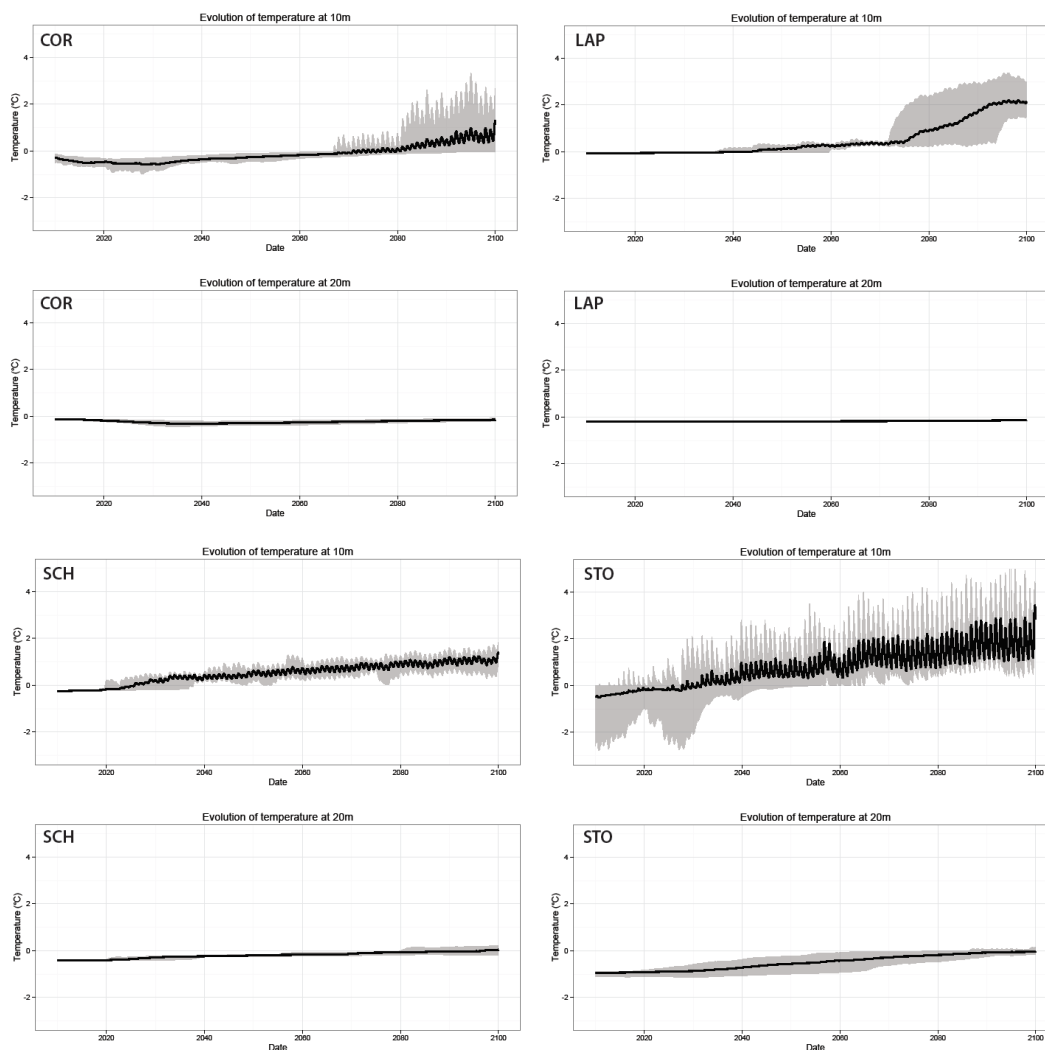 Evolution of temperature at 10m
COR
Temperature (°C)
4
2
0
-2
2020 2040 2060 2080 2100
Date
Evolution of temperature at 10m
LAP
Temperature (°C)
4
2
0
-2
2020 2040 2060 2080 2100
Date
Evolution of temperature at 20m
COR
Temperature (°C)
4
2
0
-2
2020 2040 2060 2080 2100
Date
Evolution of temperature at 20m
LAP
Temperature (°C)
4
2
0
-2
2020 2040 2060 2080 2100
Date
Evolution of temperature at 10m
SCH
Temperature (°C)
4
2
0
-2
2020 2040 2060 2080 2100
Date
Evolution of temperature at 10m
STO
Temperature (°C)
4
2
0
-2
2020 2040 2060 2080 2100
Date
Evolution of temperature at 20m
SCH
Temperature (°C)
4
2
0
-2
2020 2040 2060 2080 2100
Date
Evolution of temperature at 20m
STO
Temperature (°C)
4
2
0
-2
2020 2040 2060 2080 2100
Date